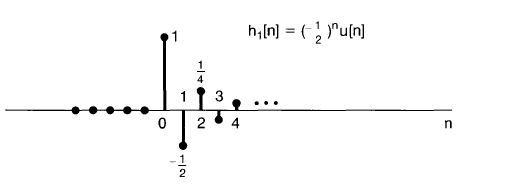 1
h₁[n] = (-1/2)ⁿu[n]
1/4
1 3
0 2 4 n
-1/2